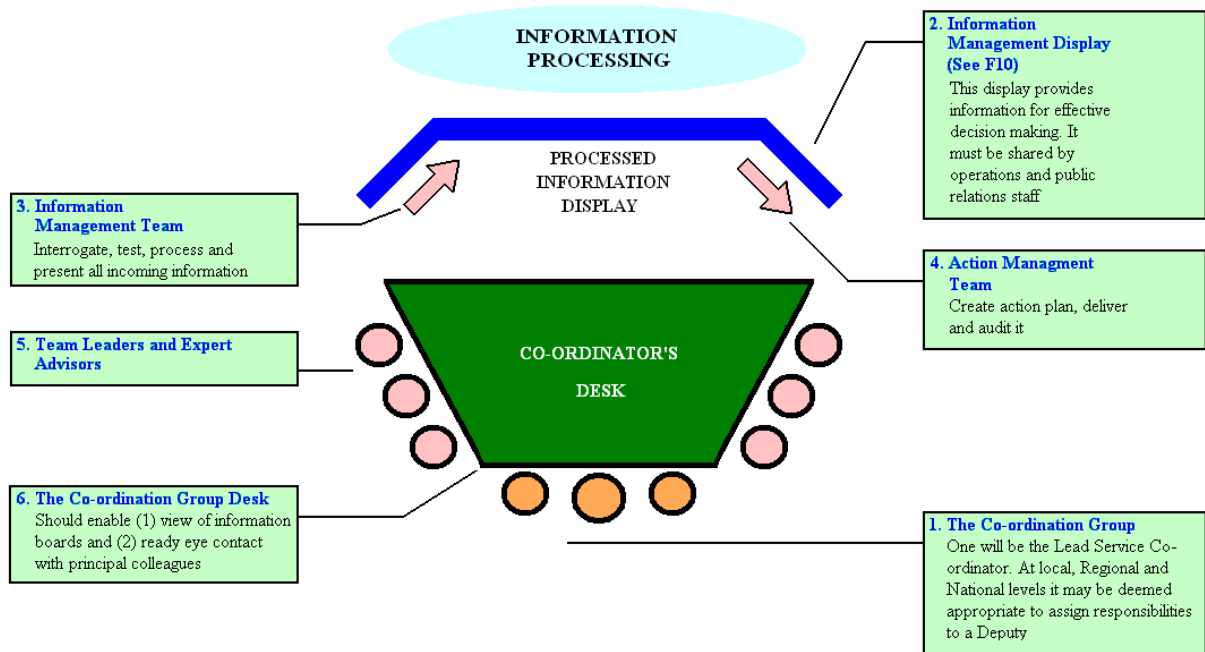 INFORMATION
PROCESSING
2. Information
Management Display
(See F10)
This display provides
information for effective
decision making. It
must be shared by
operations and public
relations staff
PROCESSED
INFORMATION
DISPLAY
3. Information
Management Team
Interrogate, test, process and
present all incoming information
4. Action Managment
Team
Create action plan, deliver
and audit it
5. Team Leaders and Expert
Advisors
CO-ORDINATOR'S
DESK
6. The Co-ordination Group Desk
Should enable (1) view of information
boards and (2) ready eye contact
with principal colleagues
1. The Co-ordination Group
One will be the Lead Service Co-
ordinator. At local, Regional and
National levels it may be deemed
appropriate to assign responsibilities
to a Deputy